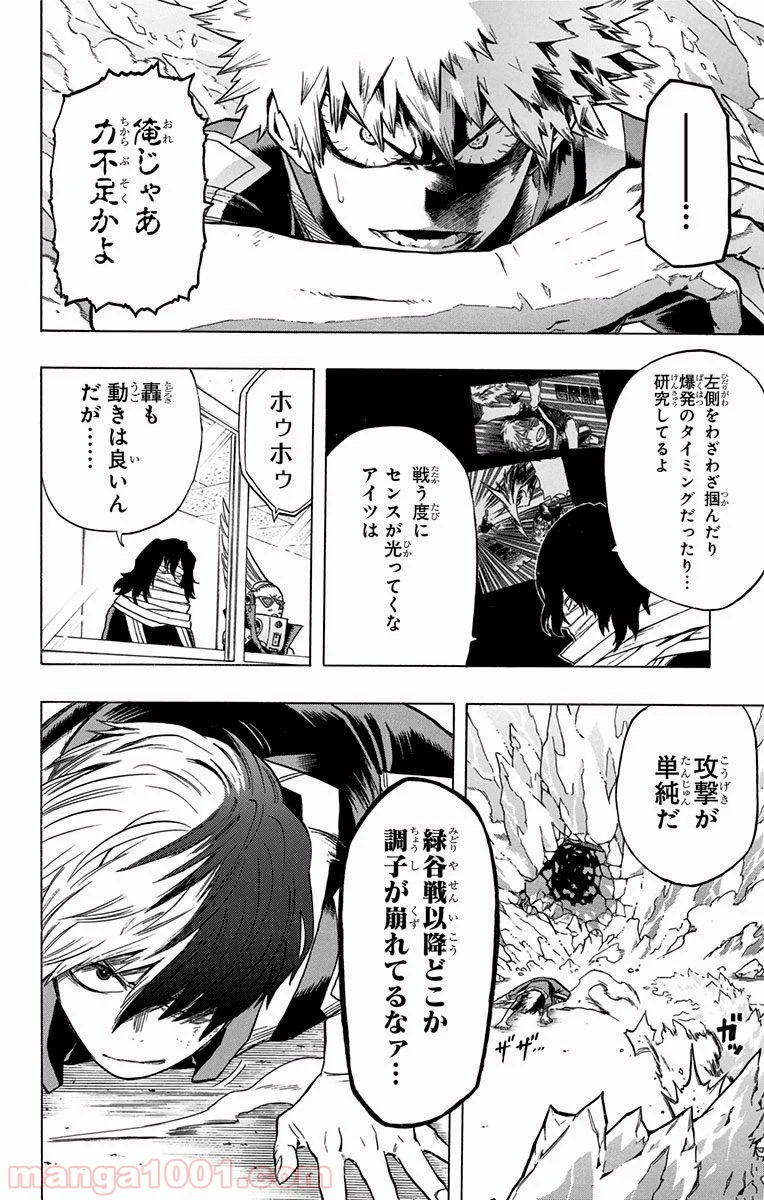 ――…
俺じゃあ
力不足かよ
左側をわざわざ掴んだり
爆発のタイミングだったり…
研究してるよ
戦う度に
センスが光ってくな
アイツは
ホゥホゥ
轟も
動きは良いん
だが……
攻撃が
単純だ
ガッ
ザザッ
緑谷戦以降どこか
調子が崩れてるなァ…
manga1001.com